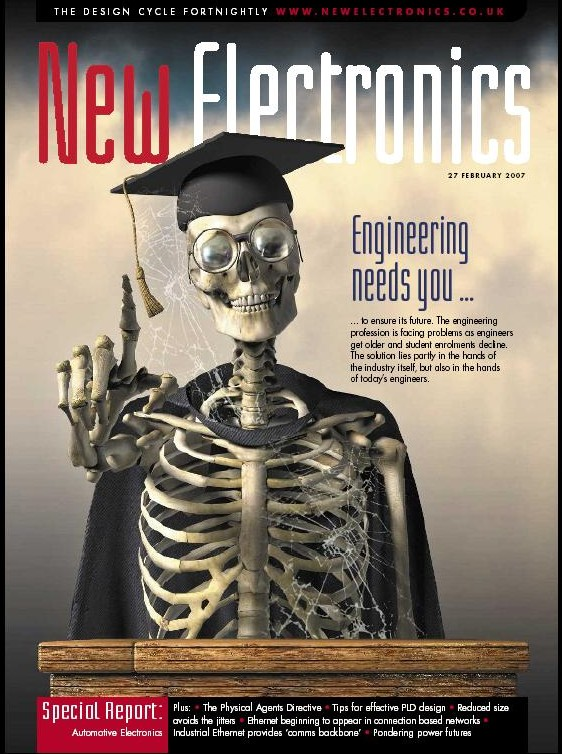 THE DESIGN CYCLE FORTNIGHTLY WWW.NEWELECTRONICS.CO.UK
New Electronics
27 FEBRUARY 2007
Engineering
needs you ...
... to ensure its future. The engineering
profession is facing problems as engineers
get older and student enrolments decline.
The solution lies partly in the hands of
the industry itself, but also in the hands
of today's engineers.
Special Report:
Automotive Electronics
Plus: • The Physical Agents Directive • Tips for effective PLD design • Reduced size
avoids the jitters • Ethernet beginning to appear in connection based networks •
Industrial Ethernet provides 'comms backbone' • Pondering power futures